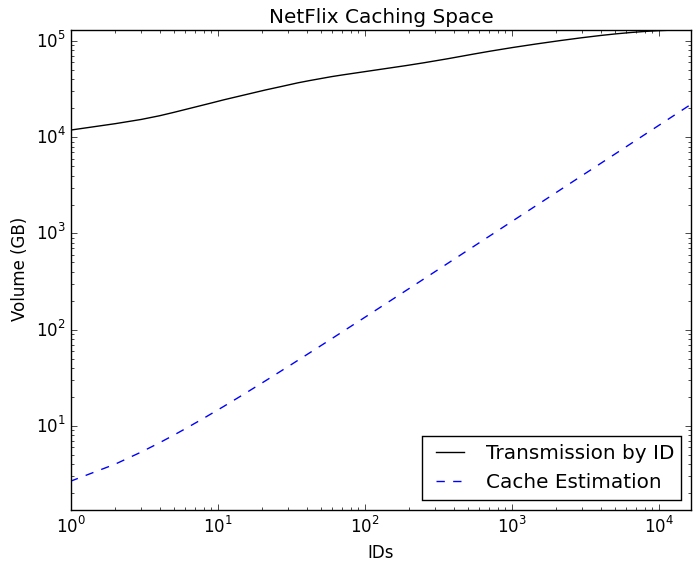 NetFlix Caching Space
10^5
10^4
10^3
10^2
10^1
Volume (GB)
Transmission by ID
Cache Estimation
10^0 10^1 10^2 10^3 10^4
IDs